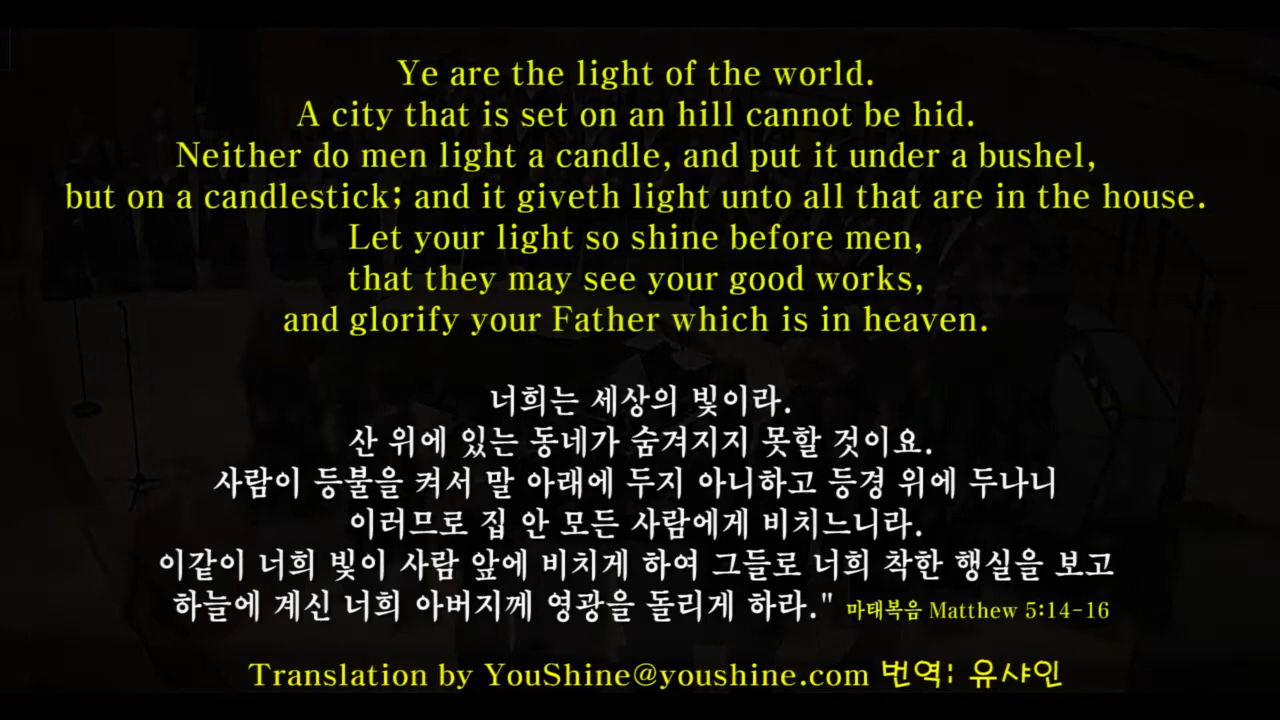 Ye are the light of the world.
A city that is set on an hill cannot be hid.
Neither do men light a candle, and put it under a bushel,
but on a candlestick; and it giveth light unto all that are in the house.
Let your light so shine before men,
that they may see your good works,
and glorify your Father which is in heaven.
너희는 세상의 빛이라.
산 위에 있는 동네가 숨겨지지 못할 것이요.
사람이 등불을 켜서 말 아래에 두지 아니하고 등경 위에 두나니
이러므로 집 안 모든 사람에게 비치느니라.
이같이 너희 빛이 사람 앞에 비치게 하여 그들로 너희 착한 행실을 보고
하늘에 계신 너희 아버지께 영광을 돌리게 하라." 마태복음 Matthew 5:14-16
Translation by YouShine@youshine.com 번역: 유샤인